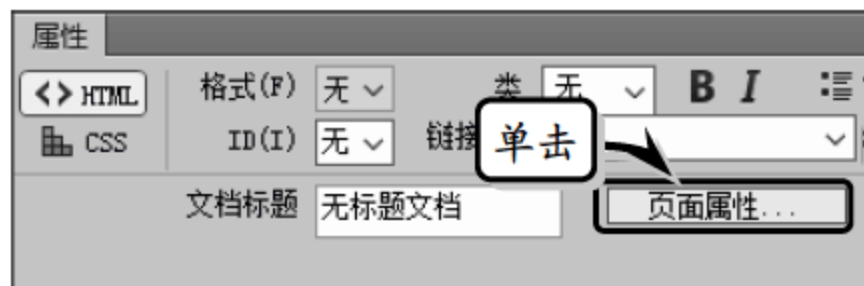 属性
<> HTML 格式(F) 无 类 无 B I
CSS ID(I) 无 链接 单击
文档标题 无标题文档 页面属性...